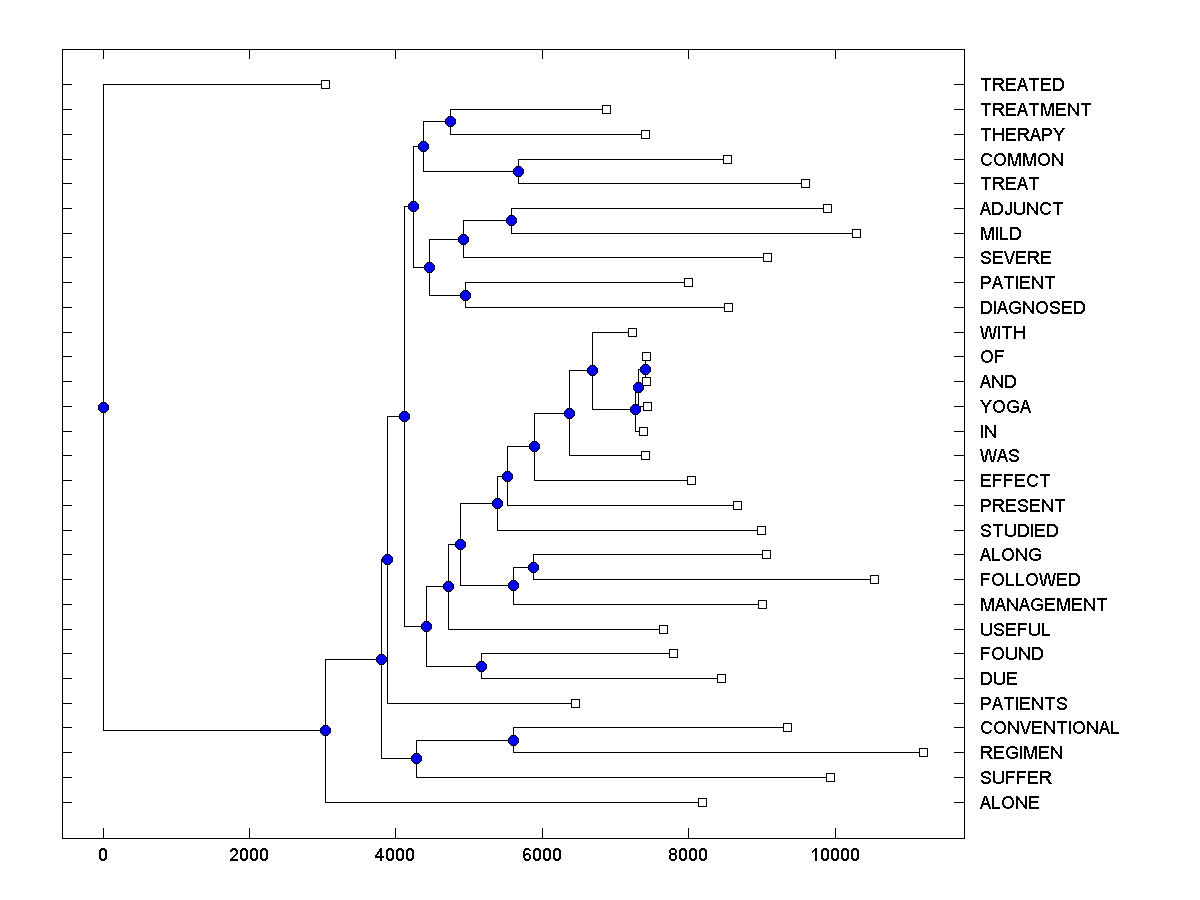 TREATED
TREATMENT
THERAPY
COMMON
TREAT
ADJUNCT
MILD
SEVERE
PATIENT
DIAGNOSED
WITH
OF
AND
YOGA
IN
WAS
EFFECT
PRESENT
STUDIED
ALONG
FOLLOWED
MANAGEMENT
USEFUL
FOUND
DUE
PATIENTS
CONVENTIONAL
REGIMEN
SUFFER
ALONE
0 2000 4000 6000 8000 10000